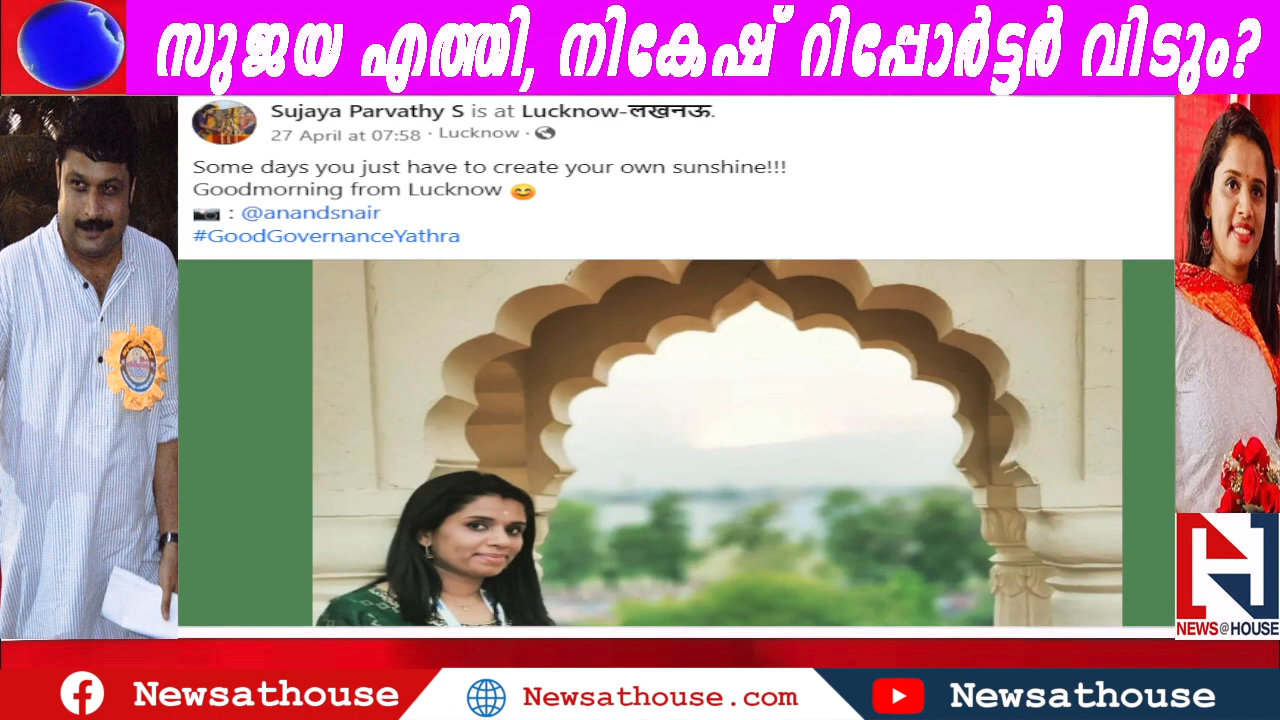 സുജയ എത്തി, നികേഷ് റിപ്പോർട്ടർ വിടും?
Sujaya Parvathy S is at Lucknow-लखनऊ.
27 April at 07:58 · Lucknow ·
Some days you just have to create your own sunshine!!!
Goodmorning from Lucknow 😊
📷 : @anandsnair
#GoodGovernanceYathra
NEWS@HOUSE
Newsathouse
Newsathouse.com
Newsathouse